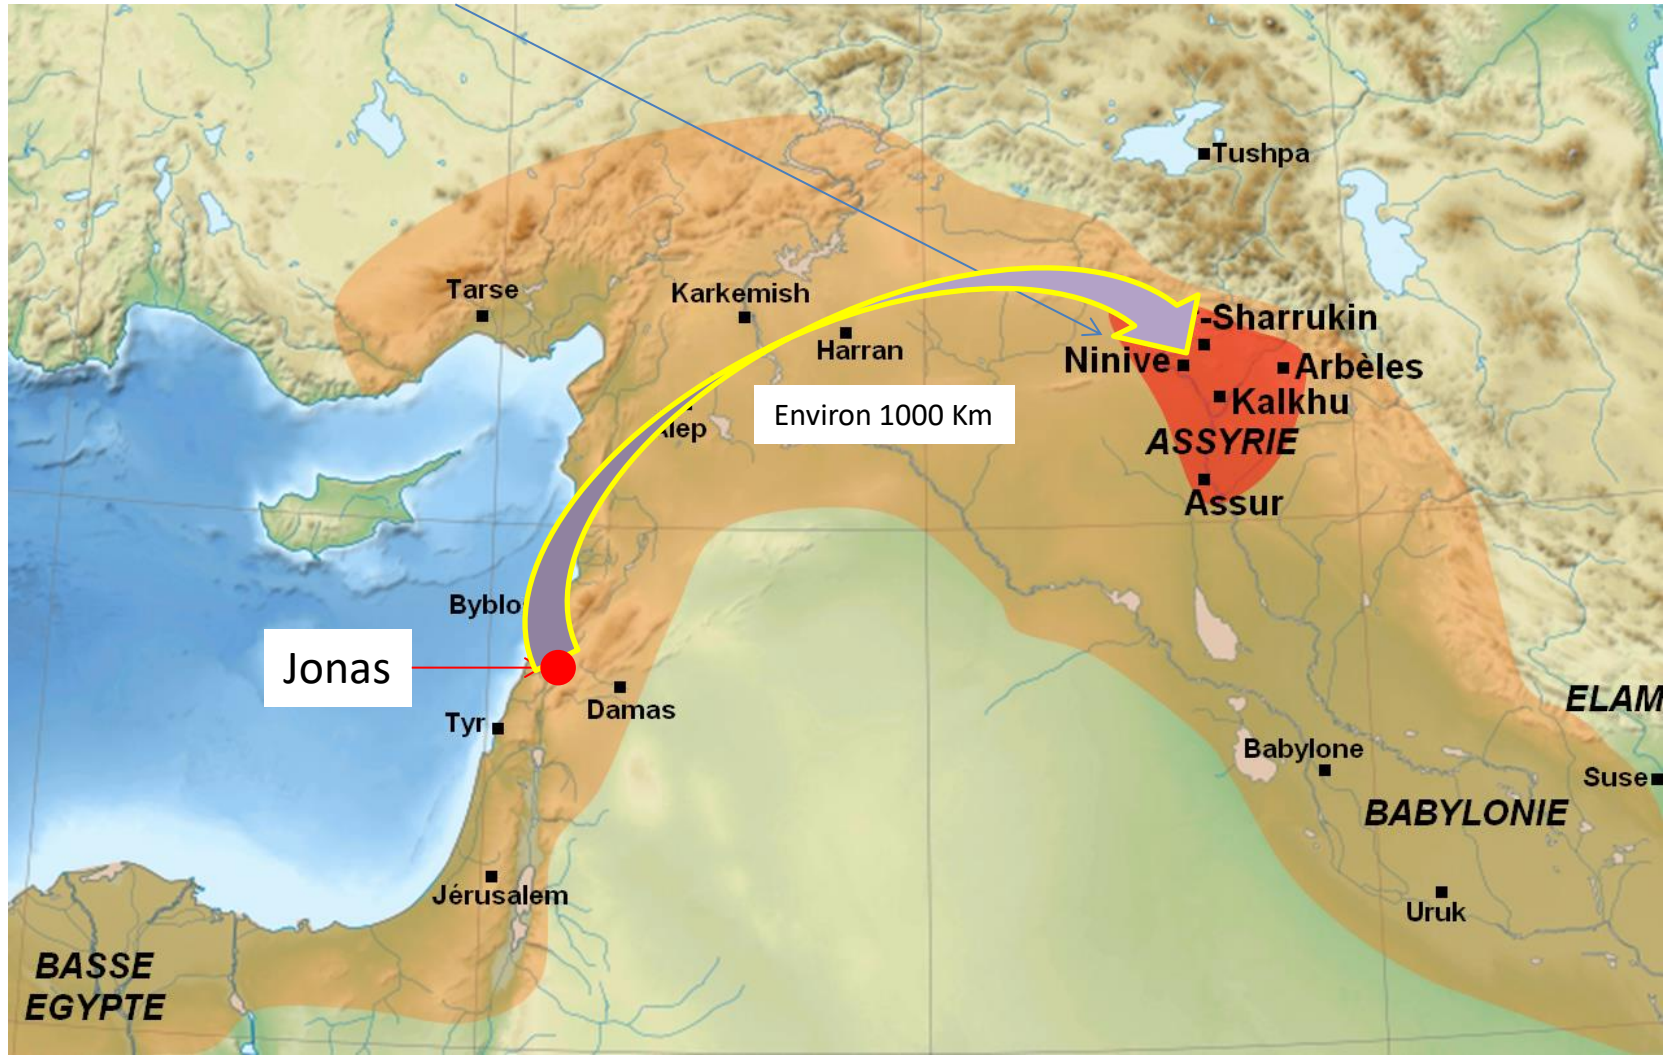 Tushpa
Tarse
Karkemish
-Sharrukin
Harran
Ninive
Arbèles
Environ 1000 Km
Kalkhu
ASSYRIE
Assur
Byblo
Jonas
Damas
Tyr
ELAM
Babylone
Suse
BABYLONIE
Jérusalem
Uruk
BASSE
EGYPTE